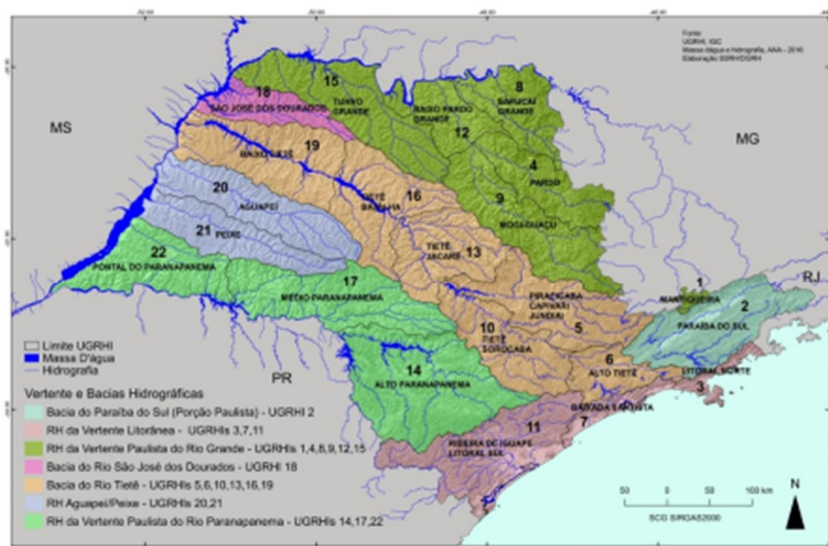 Fonte:
UGRHI, IGC
Massa dágua e hidrografia, ANA - 2016
Elaboração SSRH/DGRH
MS
MG
RJ
PR
15
TURVO
GRANDE
8
SAPUCAÍ
GRANDE
18
SÃO JOSÉ DOS DOURADOS
BAIXO PARDO
GRANDE
12
19
BAIXO TIETÊ
4
PARDO
20
AGUAPEÍ
16
TIETÊ
BATALHA
9
MOGI-GUAÇU
21
PEIXE
13
TIETÊ
JACARÉ
22
PONTAL DO PARANAPANEMA
17
MÉDIO PARANAPANEMA
1
MANTIQUEIRA
2
PARAÍBA DO SUL
PIRACICABA
CAPIVARI
JUNDIAÍ
5
10
TIETÊ
SOROCABA
6
ALTO TIETÊ
LITORAL NORTE
3
14
ALTO PARANAPANEMA
BAIXADA SANTISTA
7
11
RIBEIRA DE IGUAPE
LITORAL SUL
Limite UGRHI
Massa D'água
Hidrografia
Vertente e Bacias Hidrográficas
Bacia do Paraíba do Sul (Porção Paulista) - UGRHI 2
RH da Vertente Litorânea - UGRHIs 3,7,11
RH da Vertente Paulista do Rio Grande - UGRHIs 1,4,8,9,12,15
Bacia do Rio São José dos Dourados - UGRHI 18
Bacia do Rio Tietê - UGRHIs 5,6,10,13,16,19
RH Aguapeí/Peixe - UGRHIs 20,21
RH da Vertente Paulista do Rio Paranapanema - UGRHIs 14,17,22
N
50 0 50 100 km
SCG SIRGAS2000